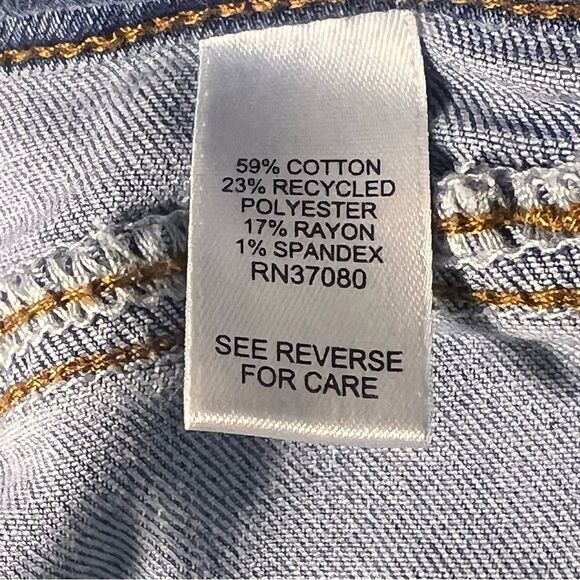 59% COTTON
23% RECYCLED
POLYESTER
17% RAYON
1% SPANDEX
RN37080
SEE REVERSE
FOR CARE